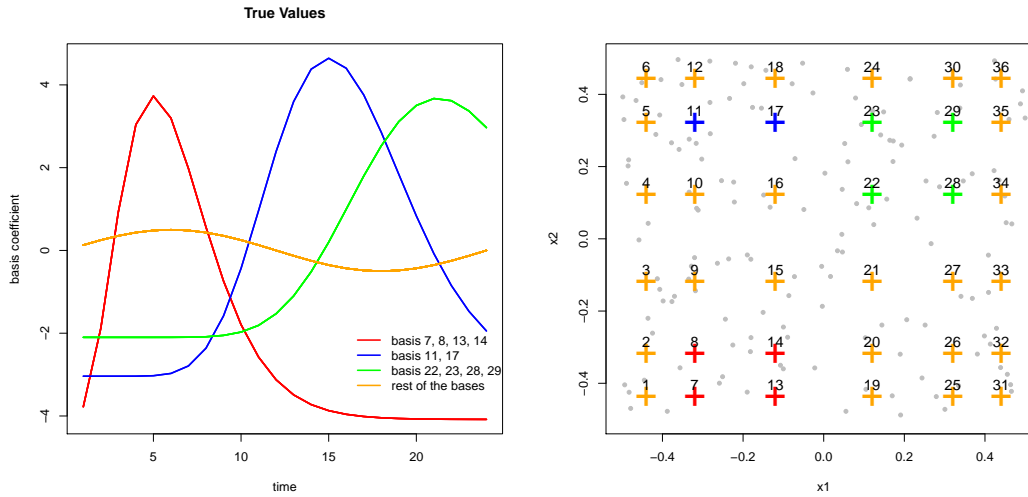 True Values
basis coefficient
4
2
0
−2
−4
basis 7, 8, 13, 14
basis 11, 17
basis 22, 23, 28, 29
rest of the bases
5
10
15
20
time
x2
0.4
0.2
0.0
−0.2
−0.4
6 12 18 24 30 36
5 11 17 23 29 35
4 10 16 22 28 34
3 9 15 21 27 33
2 8 14 20 26 32
1 7 13 19 25 31
−0.4 −0.2 0.0 0.2 0.4
x1